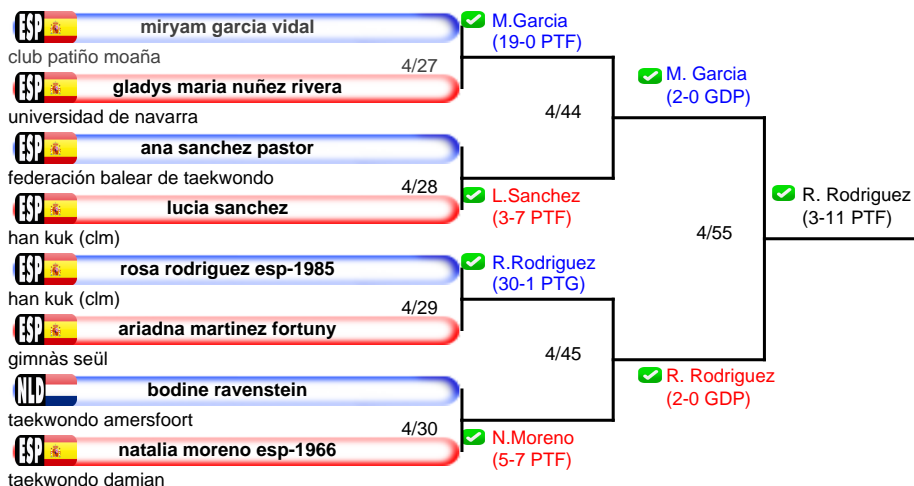 ESP miryam garcia vidal
club patiño moaña
4/27
ESP gladys maria nuñez rivera
universidad de navarra
M.Garcia
(19-0 PTF)
ESP ana sanchez pastor
federación balear de taekwondo
4/28
ESP lucia sanchez
han kuk (clm)
L.Sanchez
(3-7 PTF)
4/44
M. Garcia
(2-0 GDP)
ESP rosa rodriguez esp-1985
han kuk (clm)
4/29
ESP ariadna martinez fortuny
gimnàs seül
R.Rodriguez
(30-1 PTG)
NLD bodine ravenstein
taekwondo amersfoort
4/30
ESP natalia moreno esp-1966
taekwondo damian
N.Moreno
(5-7 PTF)
4/45
R. Rodriguez
(2-0 GDP)
4/55
R. Rodriguez
(3-11 PTF)